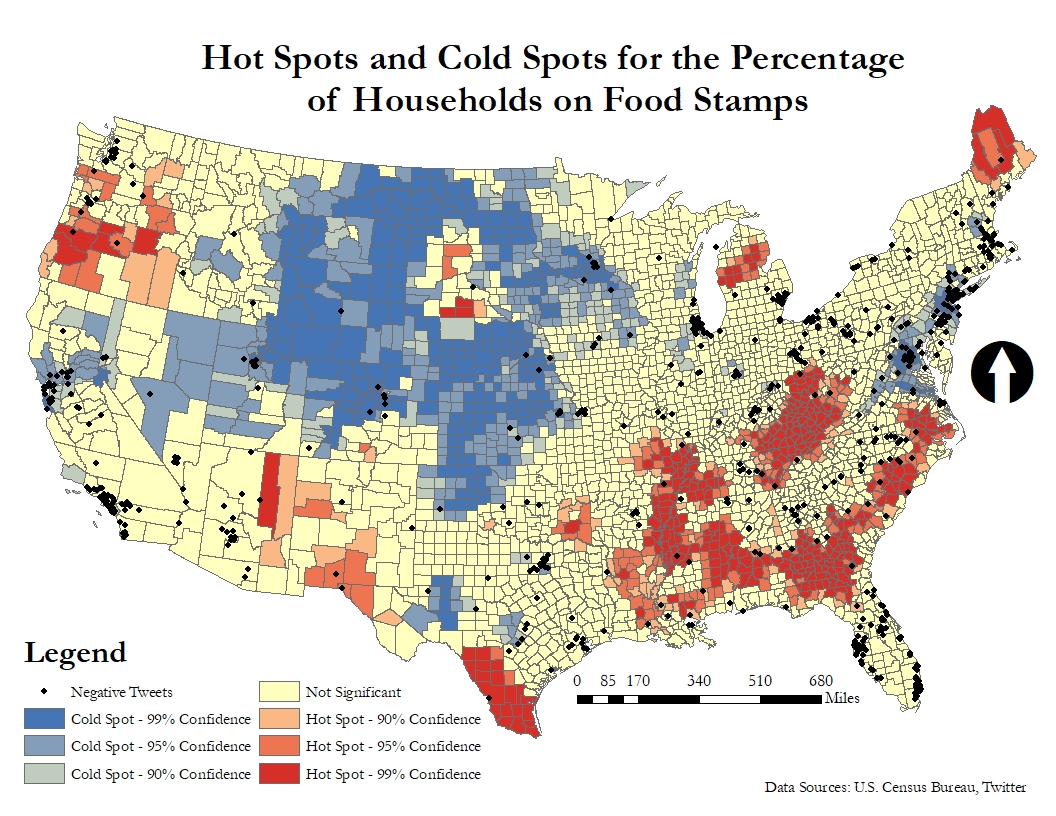 Hot Spots and Cold Spots for the Percentage
of Households on Food Stamps
Legend
Negative Tweets
Cold Spot - 99% Confidence
Cold Spot - 95% Confidence
Cold Spot - 90% Confidence
Not Significant
Hot Spot - 90% Confidence
Hot Spot - 95% Confidence
Hot Spot - 99% Confidence
0 85 170 340 510 680
Miles
Data Sources: U.S. Census Bureau, Twitter